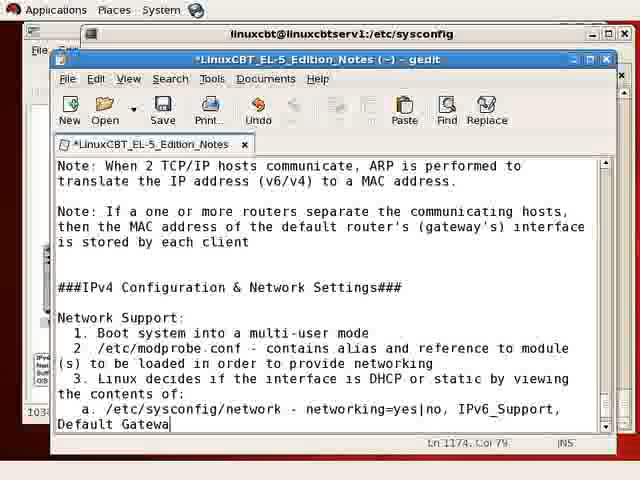 Applications Places System
linuxcbt@linuxcbtserv1:/etc/sysconfig
File Edit
*LinuxCBT_EL-5_Edition_Notes (~) - gedit
File Edit View Search Tools Documents Help
New Open Save Print... Undo Paste Find Replace
*LinuxCBT_EL-5_Edition_Notes
Note: When 2 TCP/IP hosts communicate, ARP is performed to
translate the IP address (v6/v4) to a MAC address.
Note: If a one or more routers separate the communicating hosts,
then the MAC address of the default router's (gateway's) interface
is stored by each client
###IPv4 Configuration & Network Settings###
Network Support:
1. Boot system into a multi-user mode
2 /etc/modprobe.conf - contains alias and reference to module
(s) to be loaded in order to provide networking
3. Linux decides if the interface is DHCP or static by viewing
the contents of:
a. /etc/sysconfig/network - networking=yes|no, IPv6_Support,
Default Gatewa
Ln 1174, Col 79 INS